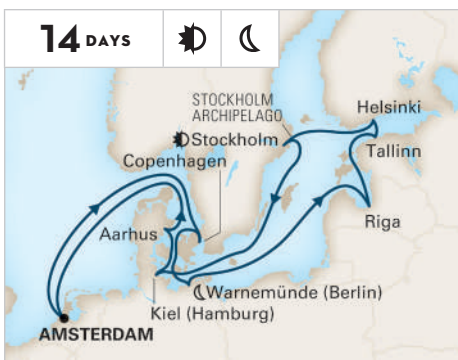 14 DAYS
STOCKHOLM
ARCHIPELAGO
Helsinki
Stockholm
Tallinn
Copenhagen
Riga
Aarhus
Warnemünde (Berlin)
Kiel (Hamburg)
AMSTERDAM